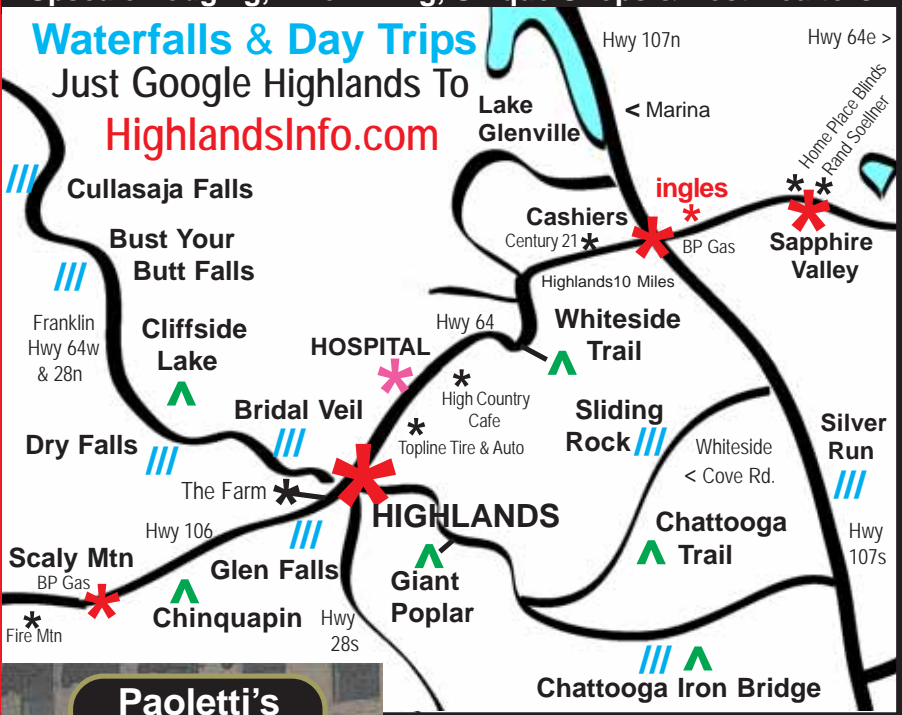 Waterfalls & Day Trips
Just Google Highlands To
HighlandsInfo.com
Hwy 107n
Hwy 64e >
Home Place Blinds
Rand Soellner
Lake
Glenville
< Marina
Cullasaja Falls
ingles
Cashiers
Century 21
BP Gas
Sapphire
Valley
Bust Your
Butt Falls
Highlands10 Miles
Franklin
Hwy 64w
& 28n
Cliffside
Lake
Hwy 64
Whiteside
Trail
HOSPITAL
High Country
Cafe
Topline Tire & Auto
Bridal Veil
Sliding
Rock
Silver
Run
Dry Falls
Whiteside
< Cove Rd.
The Farm
HIGHLANDS
Chattooga
Trail
Hwy
107s
Hwy 106
Scaly Mtn
BP Gas
Glen Falls
Giant
Poplar
Chinquapin
Fire Mtn
Hwy
28s
Chattooga Iron Bridge
Paoletti's